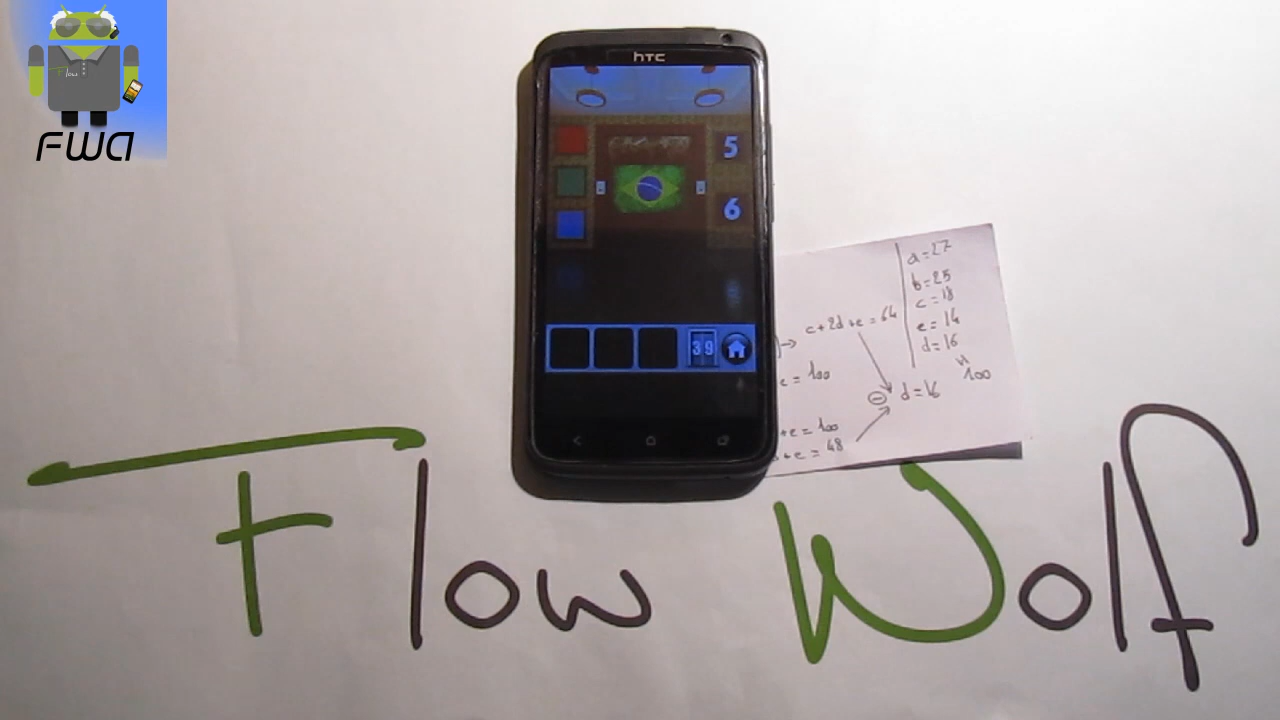 Flow
FWA
hTC
5
6
39
a=27
b=25
c=18
e=14
d=16
100
c+2d+e=64
e=100
⊖ d=16
+e=100
+e=48
Flow Wolf